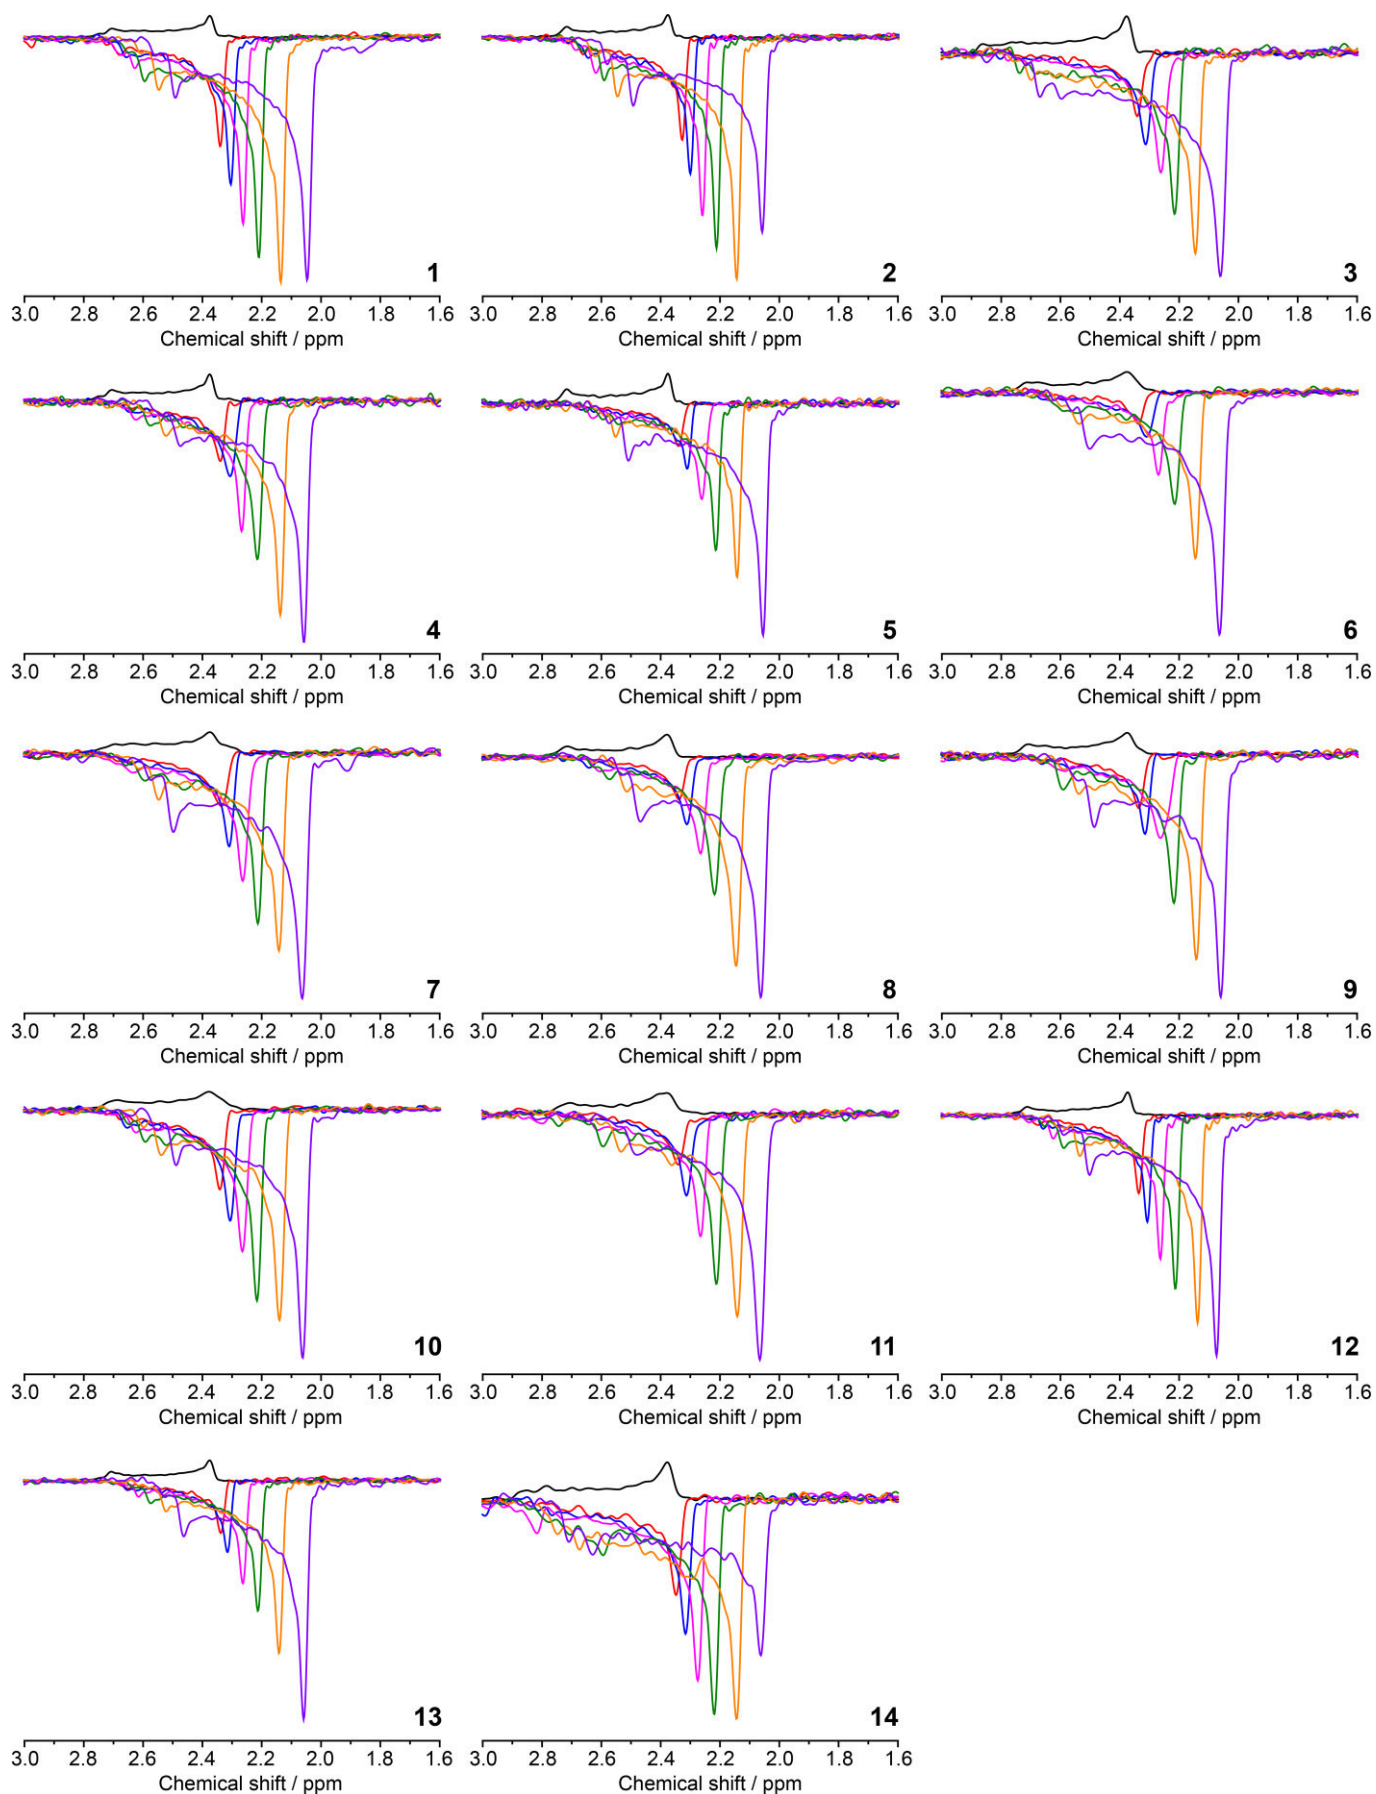 1 2 3
3.0 2.8 2.6 2.4 2.2 2.0 1.8 1.6 3.0 2.8 2.6 2.4 2.2 2.0 1.8 1.6 3.0 2.8 2.6 2.4 2.2 2.0 1.8 1.6
Chemical shift / ppm Chemical shift / ppm Chemical shift / ppm
4 5 6
3.0 2.8 2.6 2.4 2.2 2.0 1.8 1.6 3.0 2.8 2.6 2.4 2.2 2.0 1.8 1.6 3.0 2.8 2.6 2.4 2.2 2.0 1.8 1.6
Chemical shift / ppm Chemical shift / ppm Chemical shift / ppm
7 8 9
3.0 2.8 2.6 2.4 2.2 2.0 1.8 1.6 3.0 2.8 2.6 2.4 2.2 2.0 1.8 1.6 3.0 2.8 2.6 2.4 2.2 2.0 1.8 1.6
Chemical shift / ppm Chemical shift / ppm Chemical shift / ppm
10 11 12
3.0 2.8 2.6 2.4 2.2 2.0 1.8 1.6 3.0 2.8 2.6 2.4 2.2 2.0 1.8 1.6 3.0 2.8 2.6 2.4 2.2 2.0 1.8 1.6
Chemical shift / ppm Chemical shift / ppm Chemical shift / ppm
13 14
3.0 2.8 2.6 2.4 2.2 2.0 1.8 1.6 3.0 2.8 2.6 2.4 2.2 2.0 1.8 1.6
Chemical shift / ppm Chemical shift / ppm